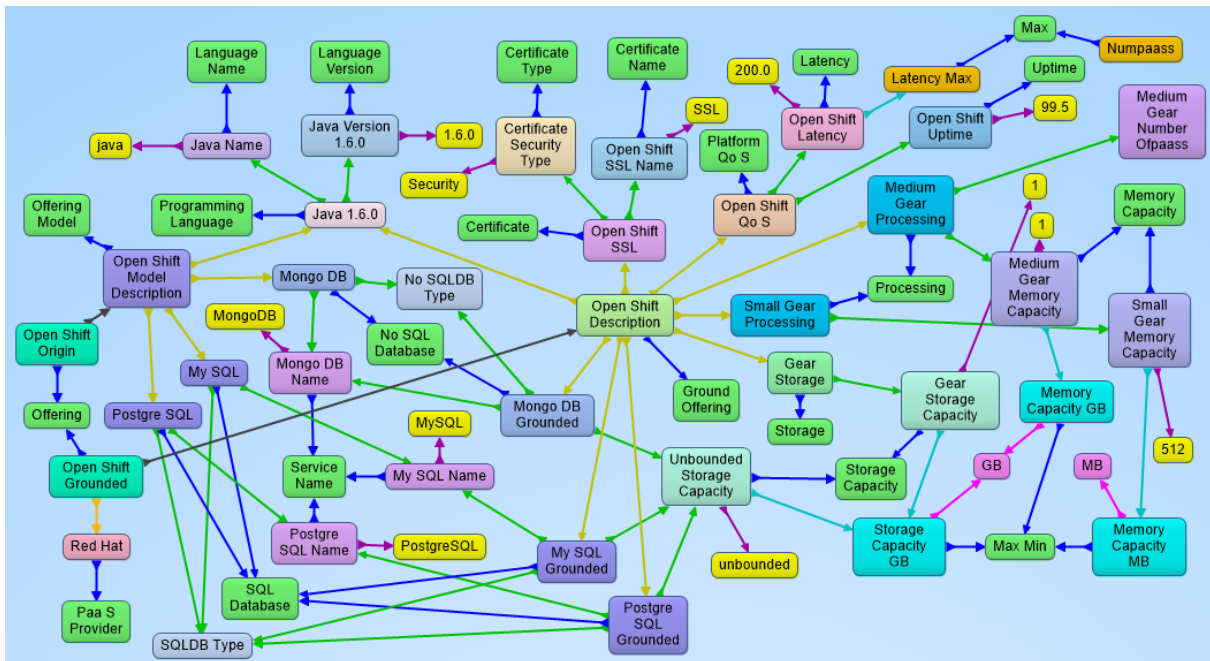 Language
Name
Language
Version
Certificate
Type
Certificate
Name
Max
Numpaass
200.0
Latency
Latency Max
Uptime
java
Java Name
Java Version
1.6.0
1.6.0
Certificate
Security
Type
SSL
Open Shift
SSL Name
Platform
Qo S
Open Shift
Latency
Open Shift
Uptime
99.5
Medium
Gear
Number
Ofpaass
Security
Offering
Model
Programming
Language
Java 1.6.0
Certificate
Open Shift
SSL
Open Shift
Qo S
Medium
Gear
Processing
1
1
Memory
Capacity
Open Shift
Model
Description
Mongo DB
No SQLDB
Type
Processing
Medium
Gear
Memory
Capacity
Small
Gear
Memory
Capacity
Open Shift
Origin
MongoDB
No SQL
Database
Open Shift
Description
Small Gear
Processing
My SQL
Mongo DB
Name
Gear
Storage
Gear
Storage
Capacity
Memory
Capacity GB
Offering
Postgre SQL
Mongo DB
Grounded
Ground
Offering
Storage
MySQL
512
Open Shift
Grounded
Service
Name
My SQL Name
Unbounded
Storage
Capacity
Storage
Capacity
GB
MB
Red Hat
Postgre
SQL Name
PostgreSQL
My SQL
Grounded
unbounded
Storage
Capacity
GB
Max Min
Memory
Capacity
MB
Paa S
Provider
SQL
Database
Postgre
SQL
Grounded
SQLDB Type